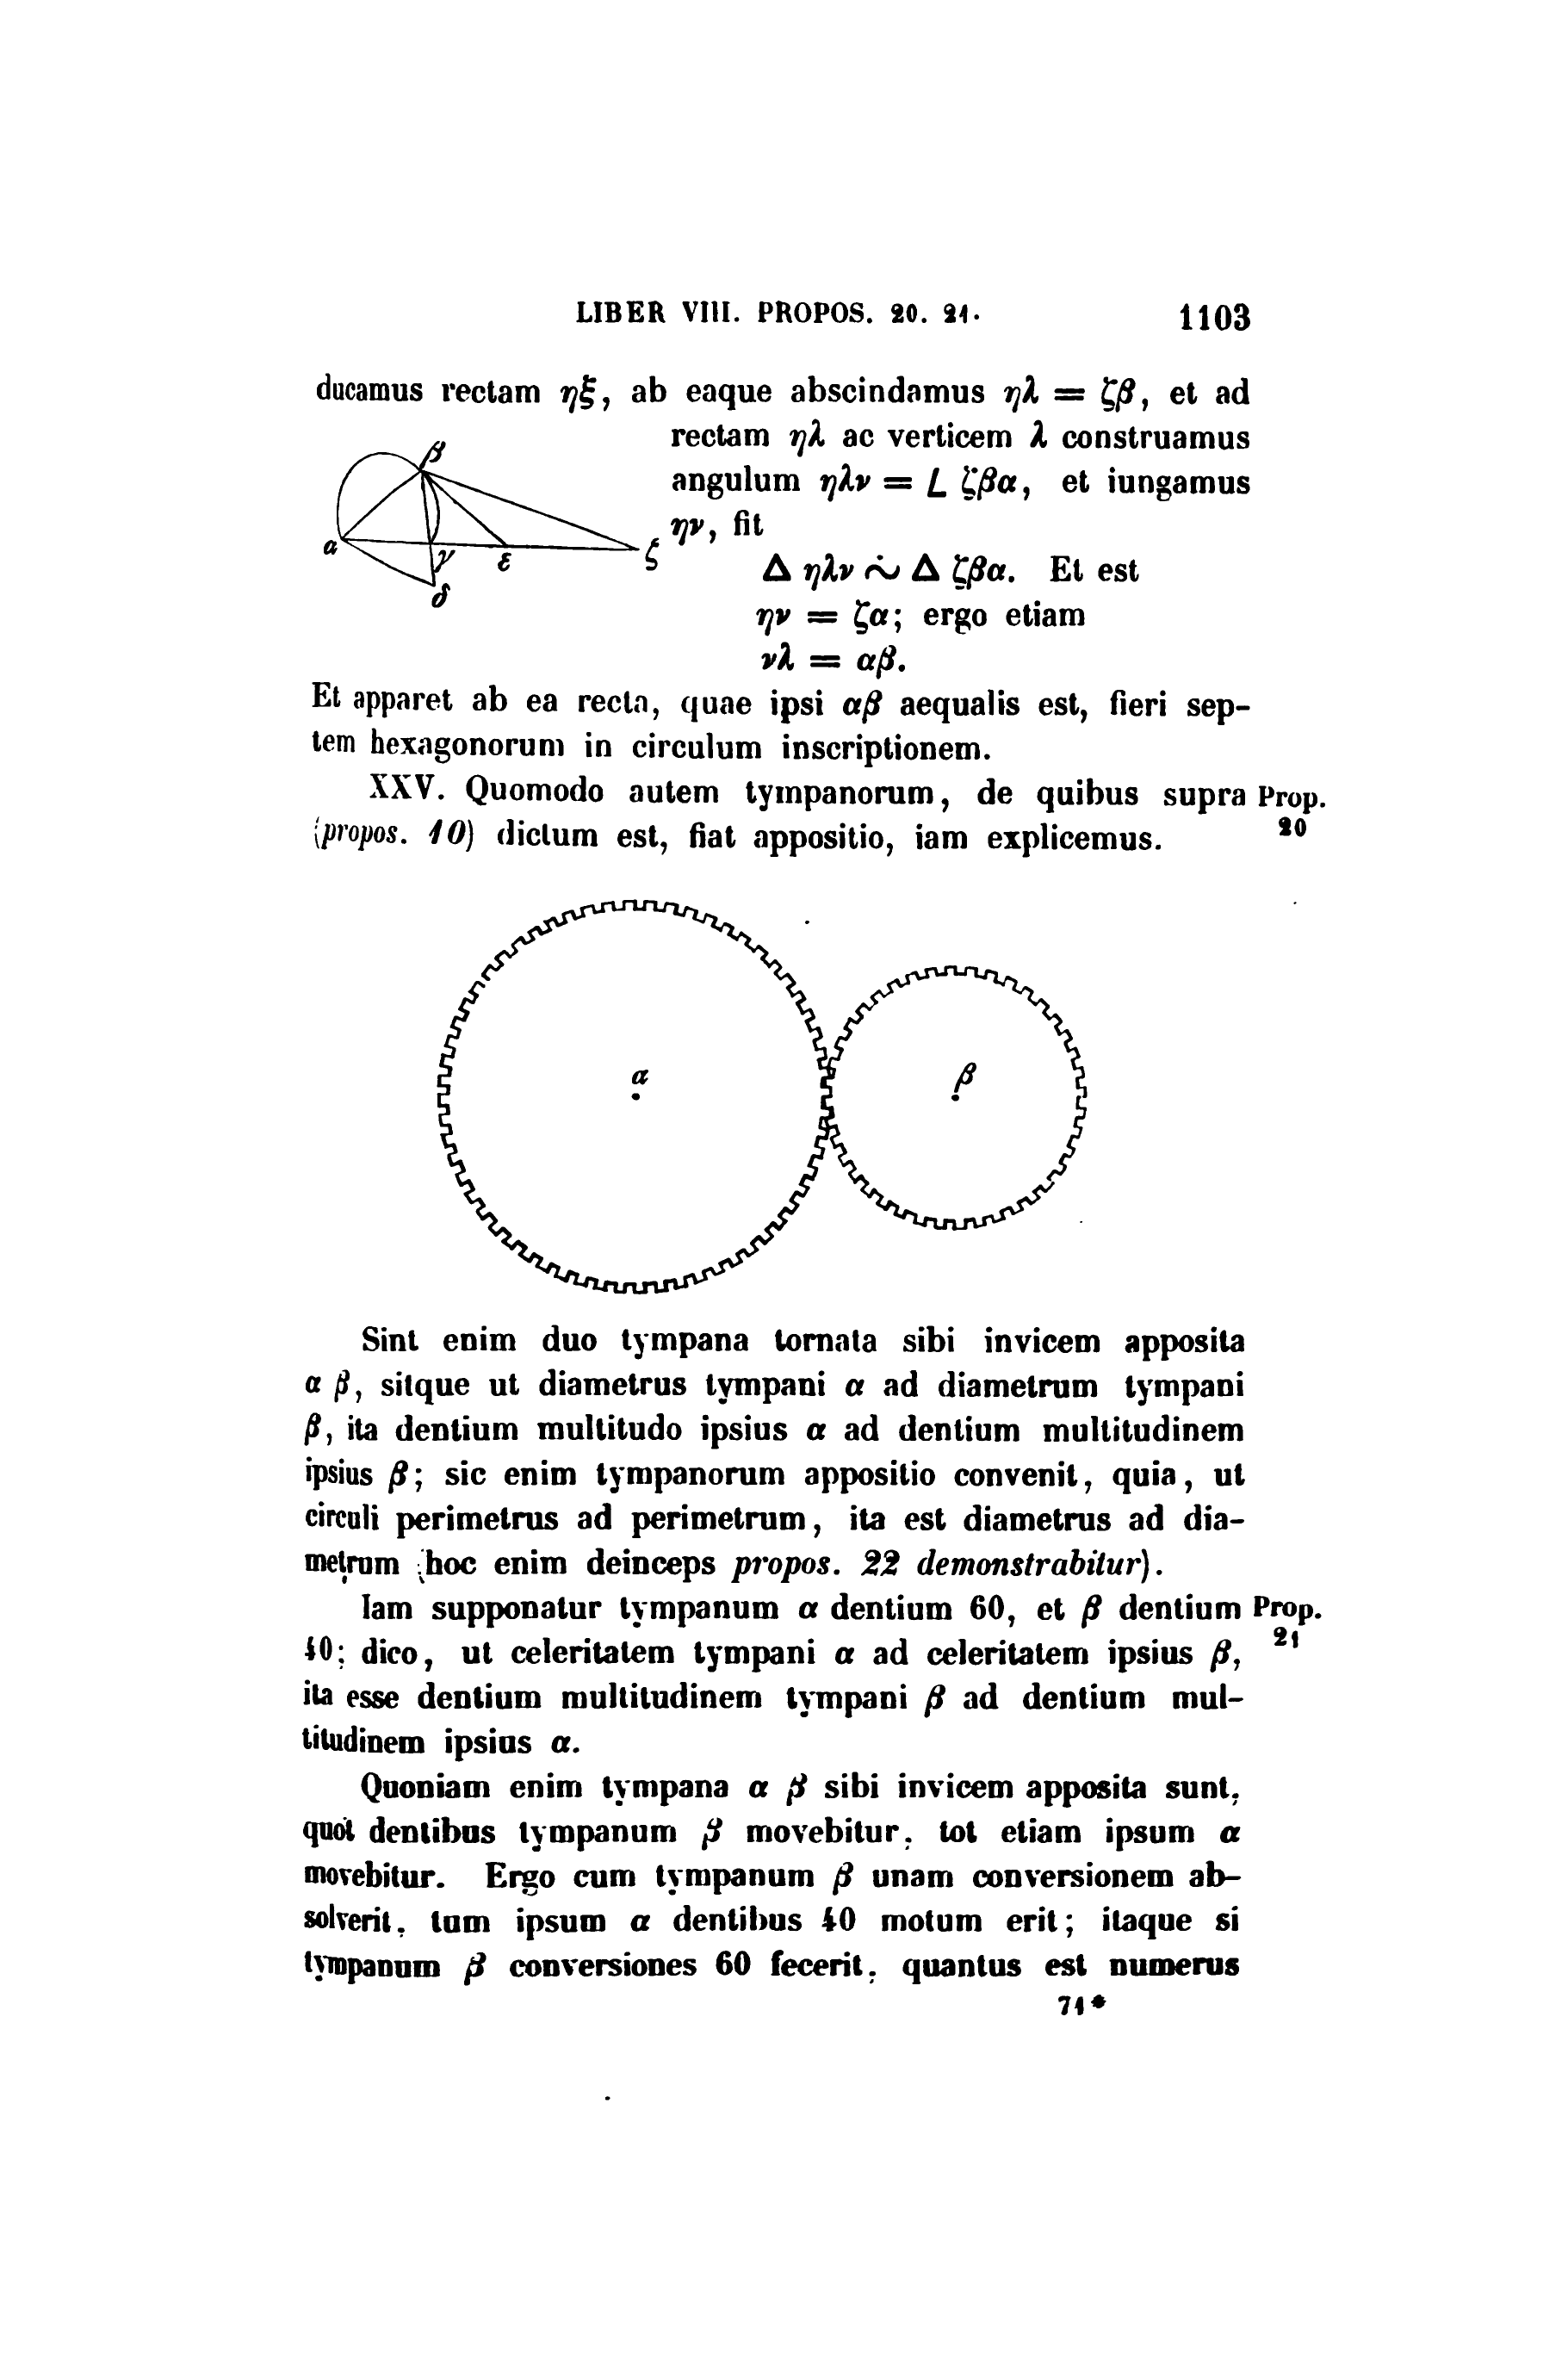 LIBER VIII. PROPOS. 20. 21. 1103
ducamus rectam ηξ, ab eaque abscindamus ηλ = ζβ, et ad
rectam ηλ ac verticem λ construamus
angulum ηλν = L ζβα, et iungamus
ην, fit
Δ ηλν ∾̇ Δ ζβα. Et est
ην = ζα; ergo etiam
νλ = αβ.
β
α
γ
ε
ζ
δ
Et apparet ab ea recta, quae ipsi αβ aequalis est, fieri sep-
tem hexagonorum in circulum inscriptionem.
XXV. Quomodo autem tympanorum, de quibus supra Prop.
(propos. 10) dictum est, fiat appositio, iam explicemus. 20
α
β
Sint enim duo tympana tornata sibi invicem apposita
α β, sitque ut diametrus tympani α ad diametrum tympani
β, ita dentium multitudo ipsius α ad dentium multitudinem
ipsius β; sic enim tympanorum appositio convenit, quia, ut
circuli perimetrus ad perimetrum, ita est diametrus ad dia-
metrum (hoc enim deinceps propos. 22 demonstrabitur).
Iam supponatur tympanum α dentium 60, et β dentium Prop.
40; dico, ut celeritatem tympani α ad celeritatem ipsius β, 21
ita esse dentium multitudinem tympani β ad dentium mul-
titudinem ipsius α.
Quoniam enim tympana α β sibi invicem apposita sunt,
quot dentibus tympanum β movebitur, tot etiam ipsum α
movebitur. Ergo cum tympanum β unam conversionem ab-
solverit, tum ipsum α dentibus 40 motum erit; itaque si
tympanum β conversiones 60 fecerit, quantus est numerus
71*